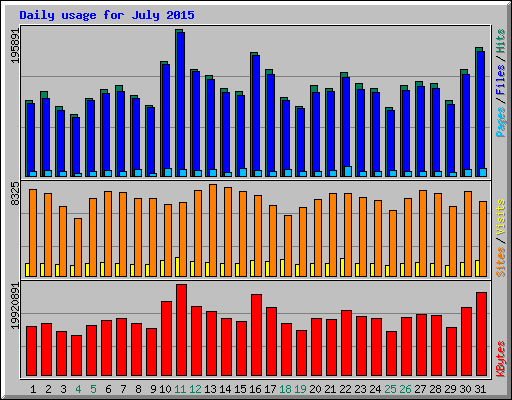 Daily usage for July 2015
195891
Pages / Files / Hits
8325
Sites / Visits
19920891
KBytes
1 2 3 4 5 6 7 8 9 10 11 12 13 14 15 16 17 18 19 20 21 22 23 24 25 26 27 28 29 30 31